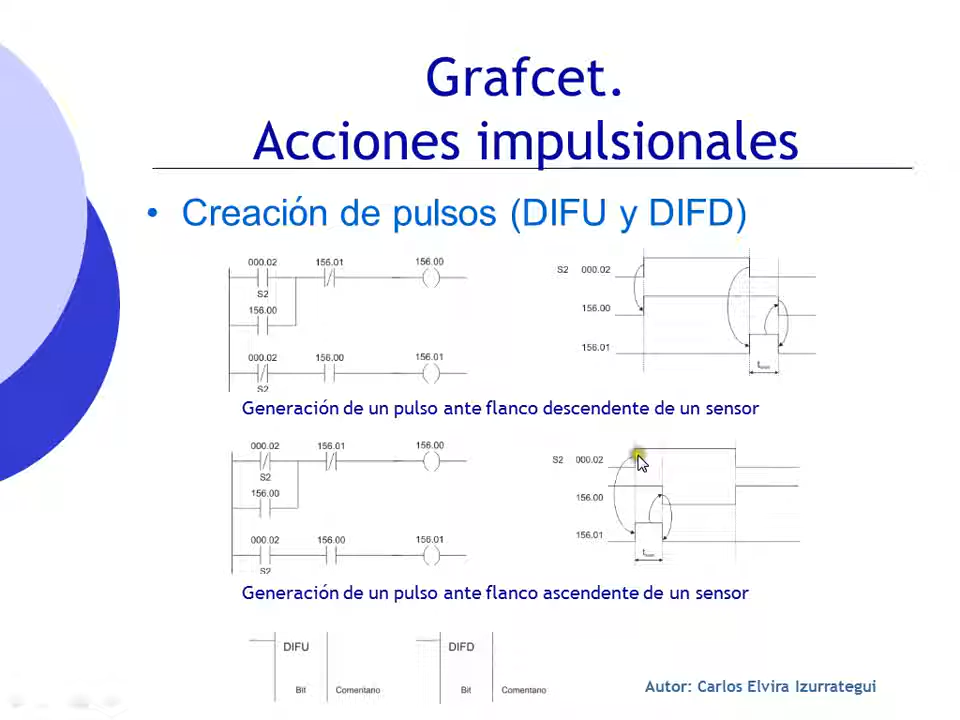 Grafcet.
Acciones impulsionales
• Creación de pulsos (DIFU y DIFD)
000.02 156.01 156.00
S2
156.00
000.02 156.00 156.01
S2
S2 000.02
156.00
156.01
Generación de un pulso ante flanco descendente de un sensor
000.02 156.01 156.00
S2
156.00
000.02 156.00 156.01
S2
S2 000.02
156.00
156.01
Generación de un pulso ante flanco ascendente de un sensor
DIFU
Bit Comentario
DIFD
Bit Comentario
Autor: Carlos Elvira Izurrategui